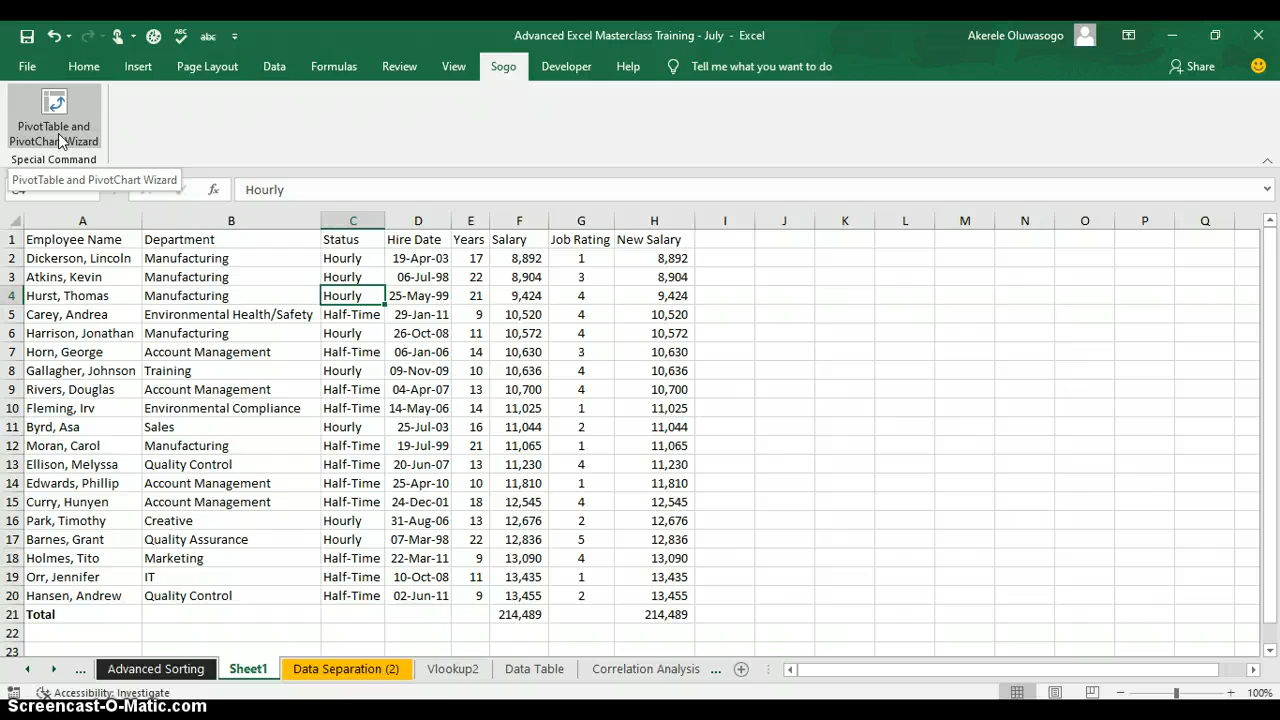 Advanced Excel Masterclass Training - July - Excel
Akerele Oluwasogo
File Home Insert Page Layout Data Formulas Review View Sogo Developer Help Tell me what you want to do Share
PivotTable and
PivotChart Wizard
Special Command
PivotTable and PivotChart Wizard
fx Hourly
A B C D E F G H I J K L M N O P Q
1 Employee Name Department Status Hire Date Years Salary Job Rating New Salary
2 Dickerson, Lincoln Manufacturing Hourly 19-Apr-03 17 8,892 1 8,892
3 Atkins, Kevin Manufacturing Hourly 06-Jul-98 22 8,904 3 8,904
4 Hurst, Thomas Manufacturing Hourly 25-May-99 21 9,424 4 9,424
5 Carey, Andrea Environmental Health/Safety Half-Time 29-Jan-11 9 10,520 4 10,520
6 Harrison, Jonathan Manufacturing Hourly 26-Oct-08 11 10,572 4 10,572
7 Horn, George Account Management Half-Time 06-Jan-06 14 10,630 3 10,630
8 Gallagher, Johnson Training Hourly 09-Nov-09 10 10,636 4 10,636
9 Rivers, Douglas Account Management Half-Time 04-Apr-07 13 10,700 4 10,700
10 Fleming, Irv Environmental Compliance Half-Time 14-May-06 14 11,025 1 11,025
11 Byrd, Asa Sales Hourly 25-Jul-03 16 11,044 2 11,044
12 Moran, Carol Manufacturing Half-Time 19-Jul-99 21 11,065 1 11,065
13 Ellison, Melyssa Quality Control Half-Time 20-Jun-07 13 11,230 4 11,230
14 Edwards, Phillip Account Management Half-Time 25-Apr-10 10 11,810 1 11,810
15 Curry, Hunyen Account Management Half-Time 24-Dec-01 18 12,545 4 12,545
16 Park, Timothy Creative Hourly 31-Aug-06 13 12,676 2 12,676
17 Barnes, Grant Quality Assurance Hourly 07-Mar-98 22 12,836 5 12,836
18 Holmes, Tito Marketing Half-Time 22-Mar-11 9 13,090 4 13,090
19 Orr, Jennifer IT Half-Time 10-Oct-08 11 13,435 1 13,435
20 Hansen, Andrew Quality Control Half-Time 02-Jun-11 9 13,455 2 13,455
21 Total 214,489 214,489
22
23
... Advanced Sorting Sheet1 Data Separation (2) Vlookup2 Data Table Correlation Analysis ...
Accessibility: Investigate 100%
Screencast-O-Matic.com